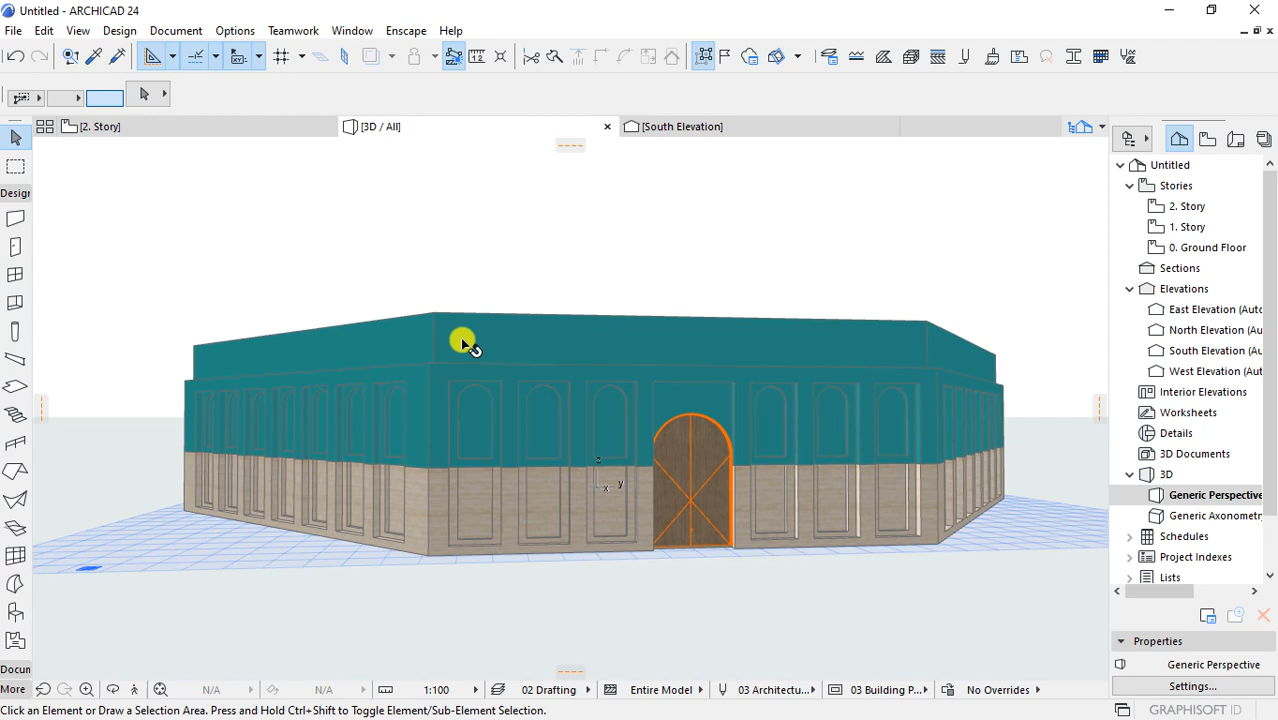 Untitled - ARCHICAD 24
File Edit View Design Document Options Teamwork Window Enscape Help
[2. Story] [3D / All] [South Elevation]
Design
Untitled
Stories
2. Story
1. Story
0. Ground Floor
Sections
Elevations
East Elevation (Auto
North Elevation (Au
South Elevation (Au
West Elevation (Aut
Interior Elevations
Worksheets
Details
3D Documents
3D
Generic Perspective
Generic Axonometr
Schedules
Project Indexes
Lists
Properties
Generic Perspective
Settings...
x y
Docun
More N/A N/A 1:100 02 Drafting Entire Model 03 Architectu... 03 Building P... No Overrides
Click an Element or Draw a Selection Area. Press and Hold Ctrl+Shift to Toggle Element/Sub-Element Selection.
GRAPHISOFT ID